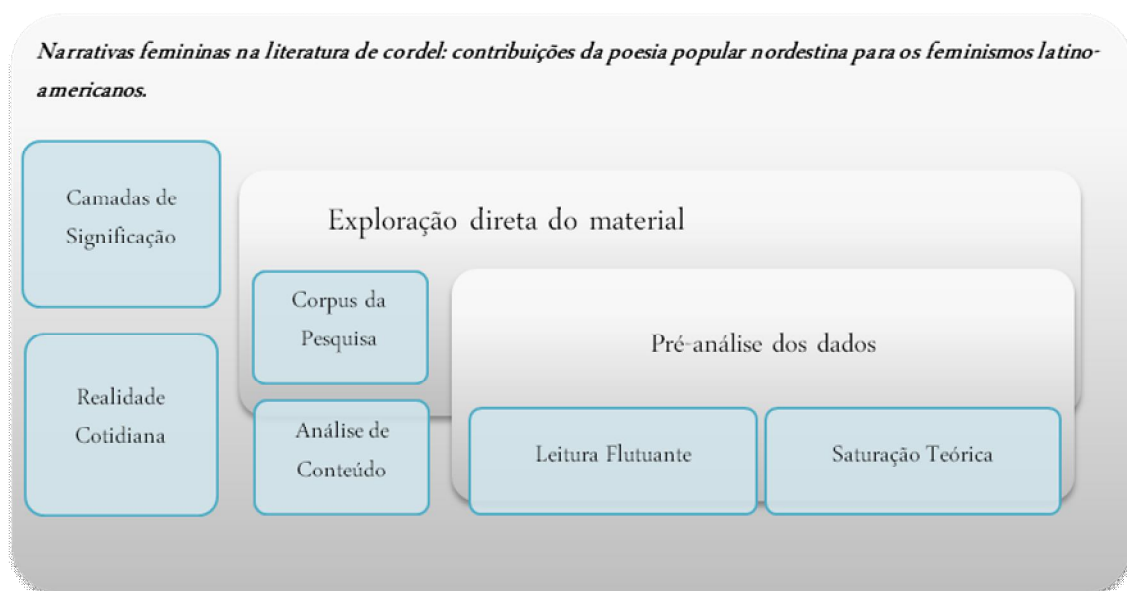 Narrativas femininas na literatura de cordel: contribuições da poesia popular nordestina para os feminismos latino-
americanos.
Camadas de
Significação
Realidade
Cotidiana
Exploração direta do material
Corpus da
Pesquisa
Análise de
Conteúdo
Pré-análise dos dados
Leitura Flutuante
Saturação Teórica